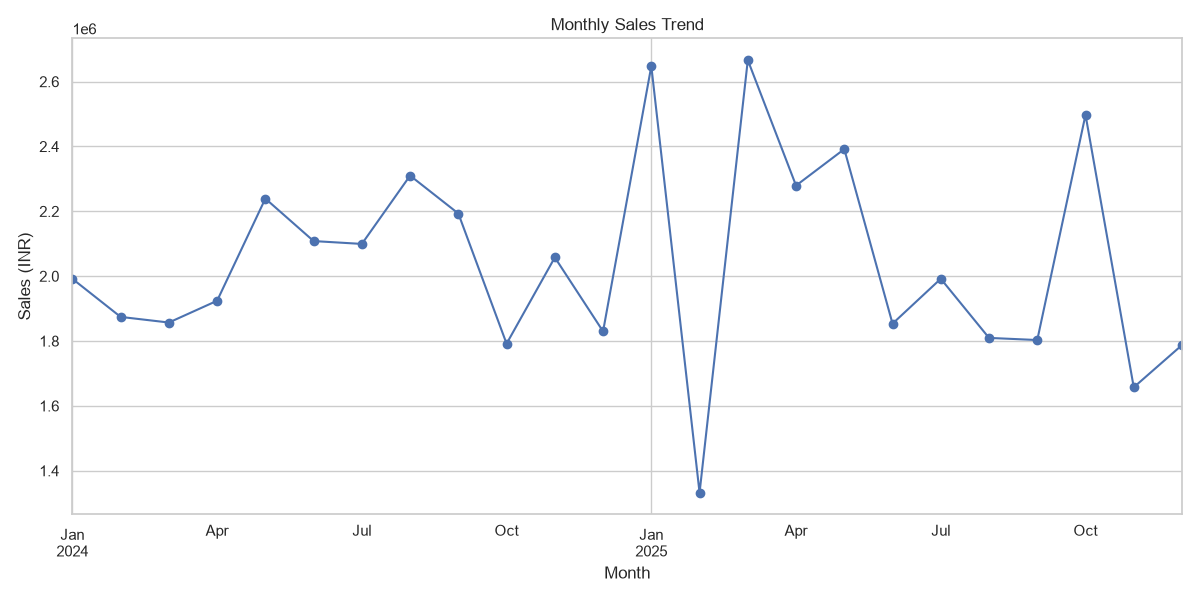 Monthly Sales Trend
1e6
2.6
2.4
2.2
2.0
1.8
1.6
1.4
Sales (INR)
Jan Apr Jul Oct Jan Apr Jul Oct
2024 2025
Month